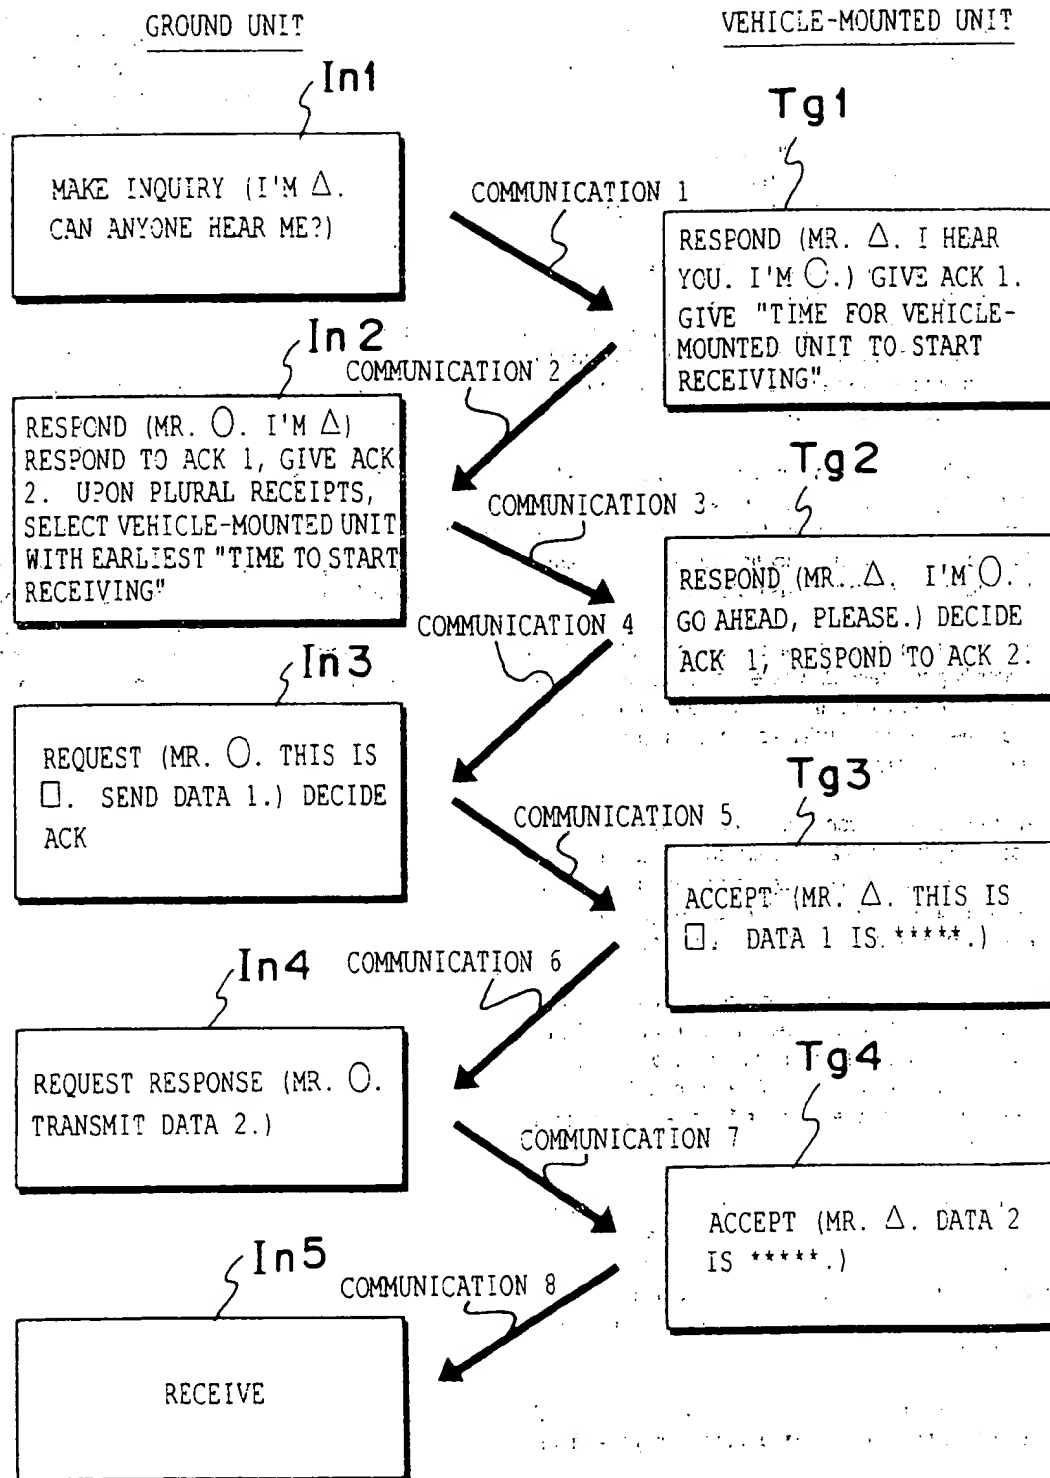 GROUND UNIT
VEHICLE-MOUNTED UNIT
In1
MAKE INQUIRY (I'M △.
CAN ANYONE HEAR ME?)
COMMUNICATION 1
Tg1
RESPOND (MR. △. I HEAR
YOU. I'M ○.) GIVE ACK 1.
GIVE "TIME FOR VEHICLE-
MOUNTED UNIT TO START
RECEIVING".
COMMUNICATION 2
In2
RESPOND (MR. ○. I'M △)
RESPOND TO ACK 1, GIVE ACK
2. UPON PLURAL RECEIPTS,
SELECT VEHICLE-MOUNTED UNIT
WITH EARLIEST "TIME TO START
RECEIVING"
COMMUNICATION 3
Tg2
RESPOND (MR. △. I'M ○.
GO AHEAD, PLEASE.) DECIDE
ACK 1, RESPOND TO ACK 2.
COMMUNICATION 4
In3
REQUEST (MR. ○. THIS IS
□. SEND DATA 1.) DECIDE
ACK
COMMUNICATION 5
Tg3
ACCEPT (MR. △. THIS IS
□. DATA 1 IS *****.)
COMMUNICATION 6
In4
REQUEST RESPONSE (MR. ○.
TRANSMIT DATA 2.)
COMMUNICATION 7
Tg4
ACCEPT (MR. △. DATA 2
IS *****.)
COMMUNICATION 8
In5
RECEIVE